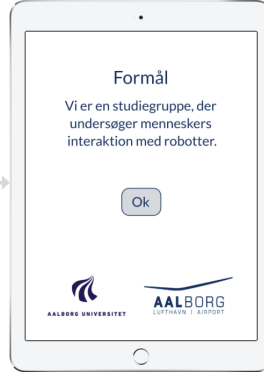 Formål
Vi er en studiegruppe, der
undersøger menneskers
interaktion med robotter.
Ok
AALBORG UNIVERSITET
AALBORG
LUFTHAVN | AIRPORT